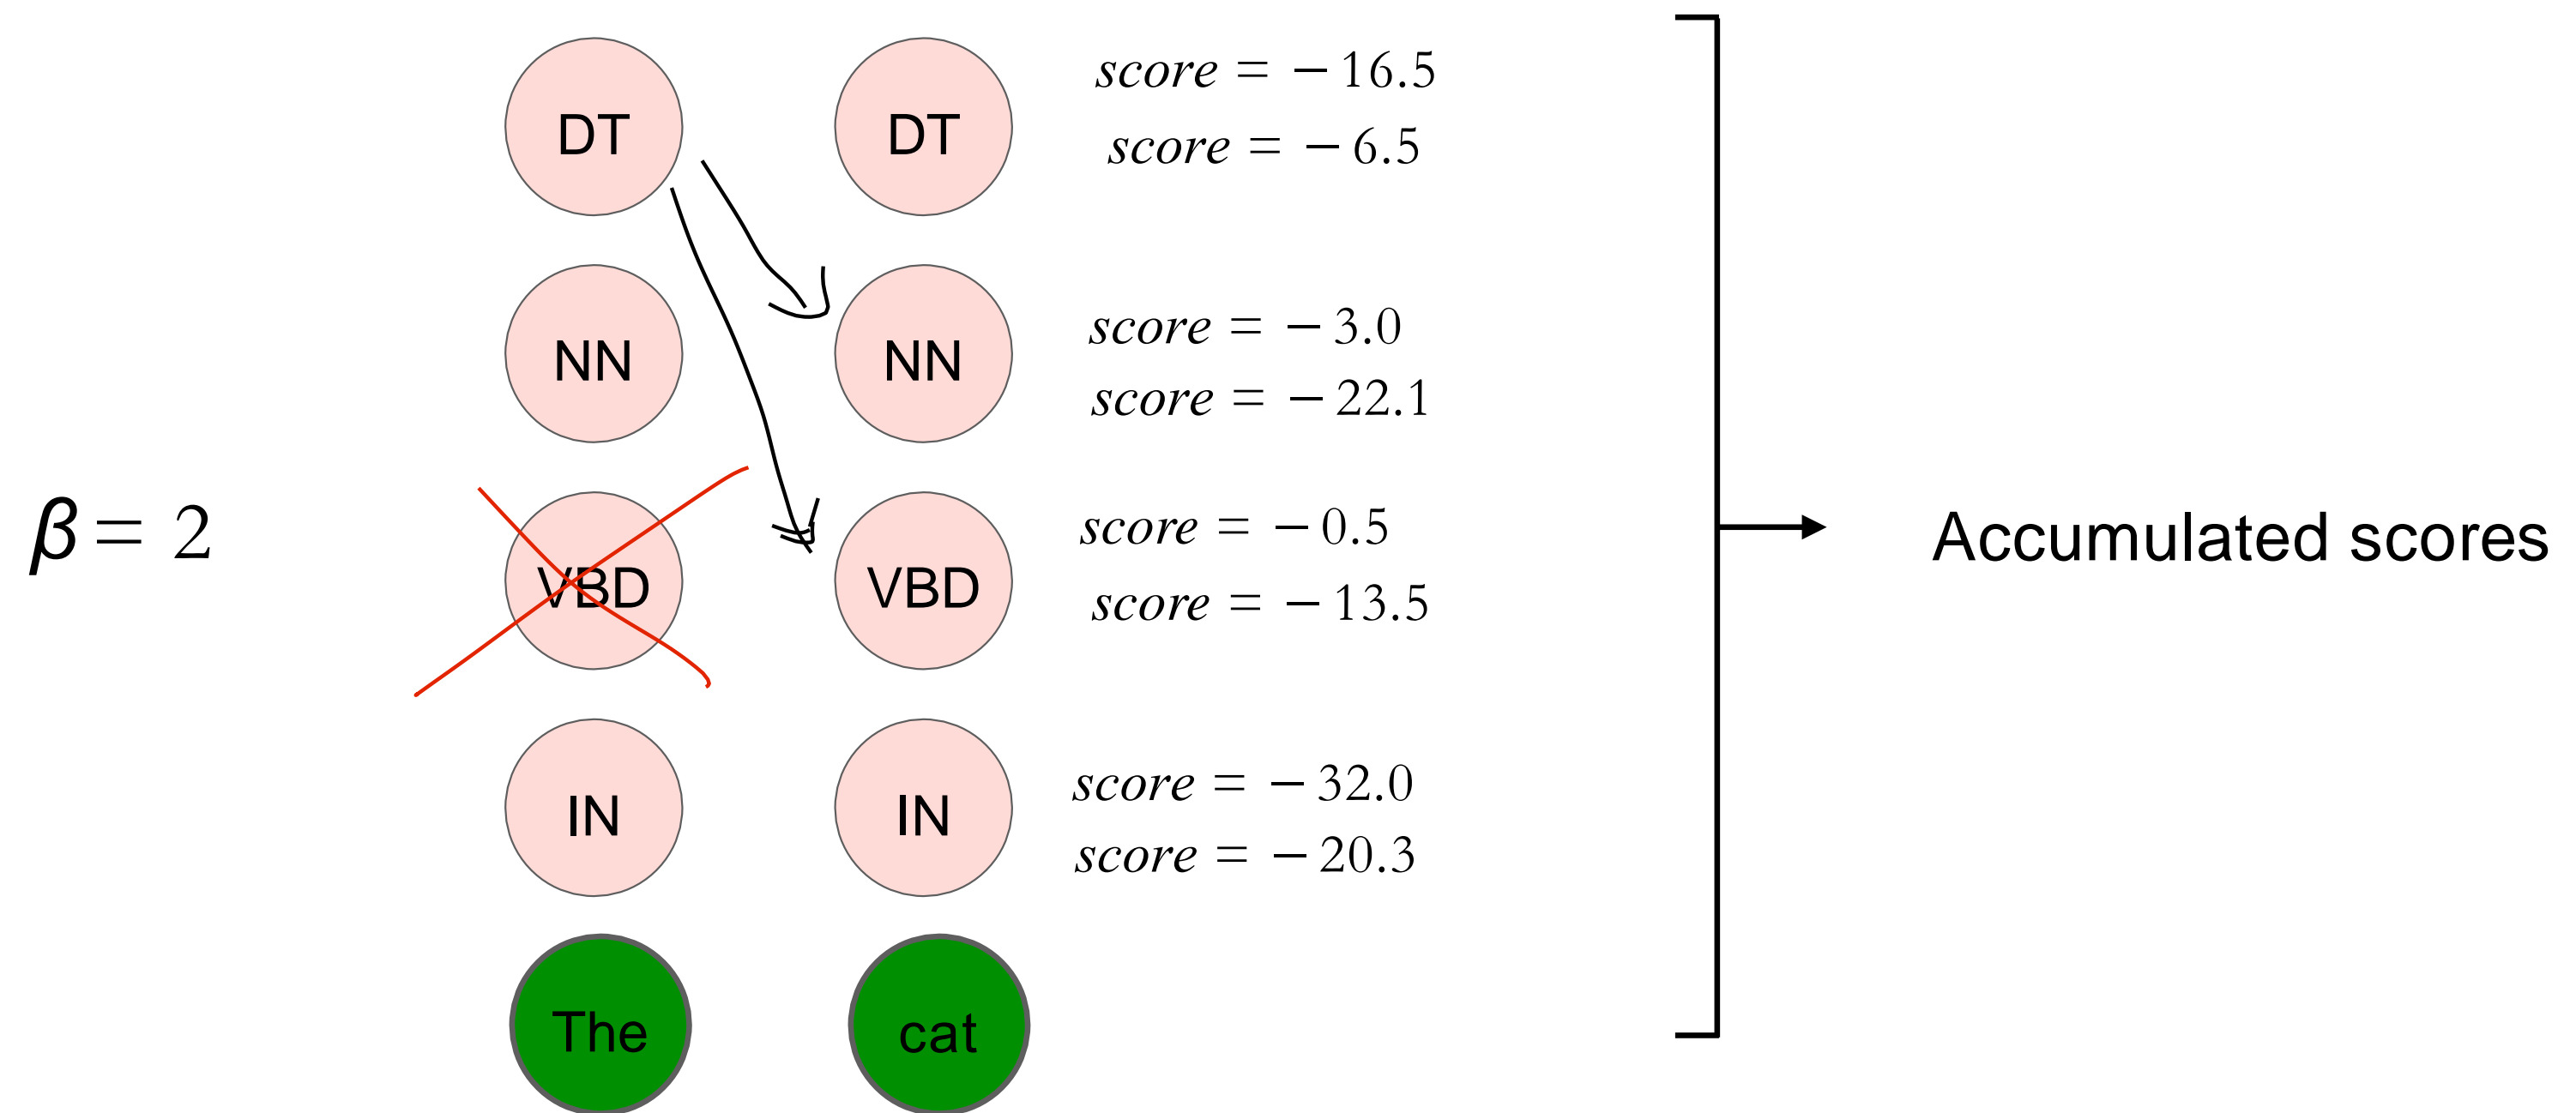 β = 2
DT
DT
score = − 16.5
score = − 6.5
NN
NN
score = − 3.0
score = − 22.1
VBD
VBD
score = − 0.5
score = − 13.5
IN
IN
score = − 32.0
score = − 20.3
The
cat
Accumulated scores